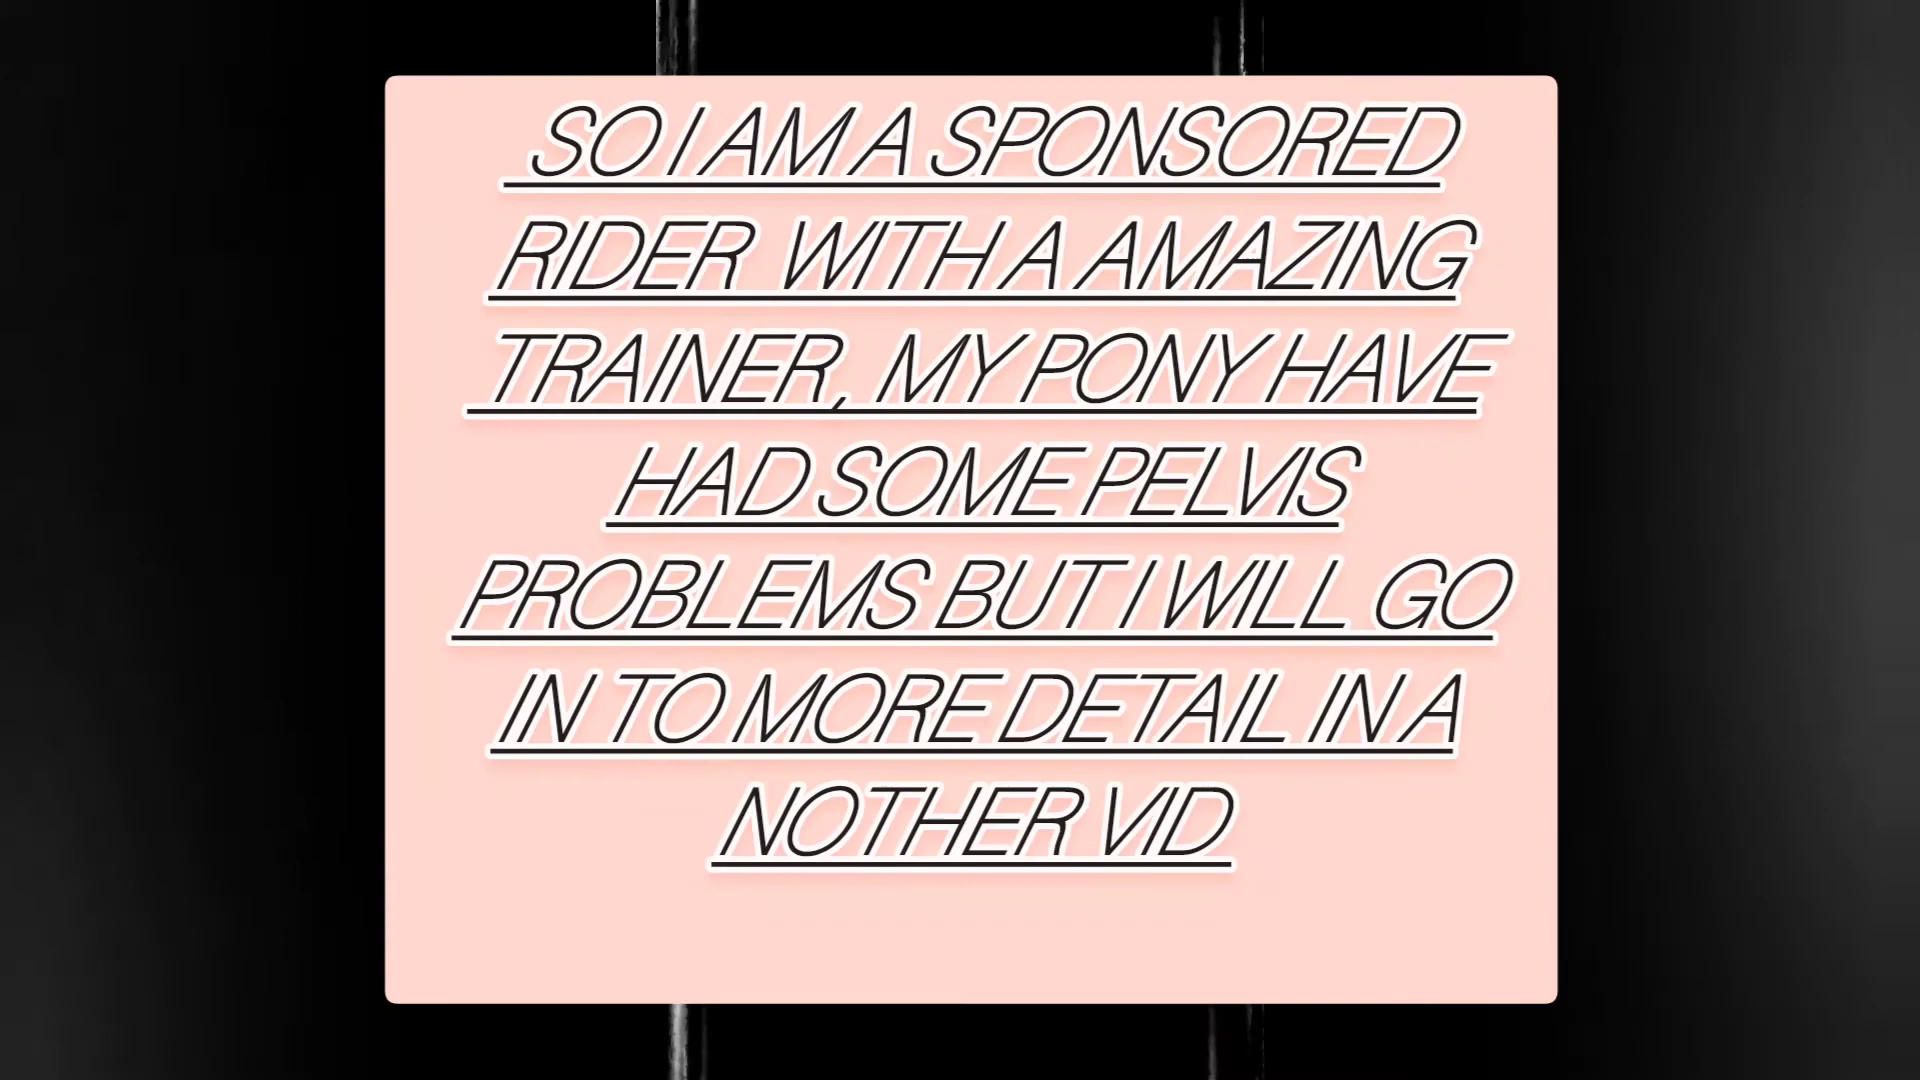 SO I AM A SPONSORED
RIDER WITH A AMAZING
TRAINER, MY PONY HAVE
HAD SOME PELVIS
PROBLEMS BUT I WILL GO
IN TO MORE DETAIL IN A
NOTHER VID